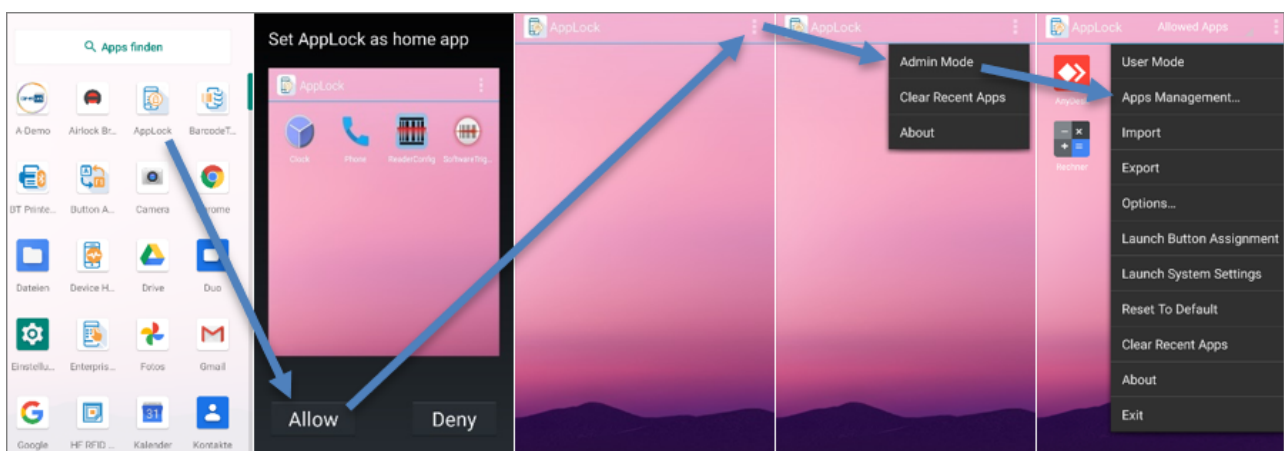 Apps finden
A-Demo Airlock Br... AppLock BarcodeT...
BT Printe... Button A... Camera Chrome
Dateien Device H... Drive Duo
Einstellu... Enterpris... Fotos Gmail
Google HF RFID ... Kalender Kontakte
Set AppLock as home app
AppLock
Clock Phone ReaderConfig SoftwareTrig...
Allow Deny
AppLock
AppLock
Admin Mode
Clear Recent Apps
About
AppLock Allowed Apps
AnyDesk
Rechner
User Mode
Apps Management...
Import
Export
Options...
Launch Button Assignment
Launch System Settings
Reset To Default
Clear Recent Apps
About
Exit